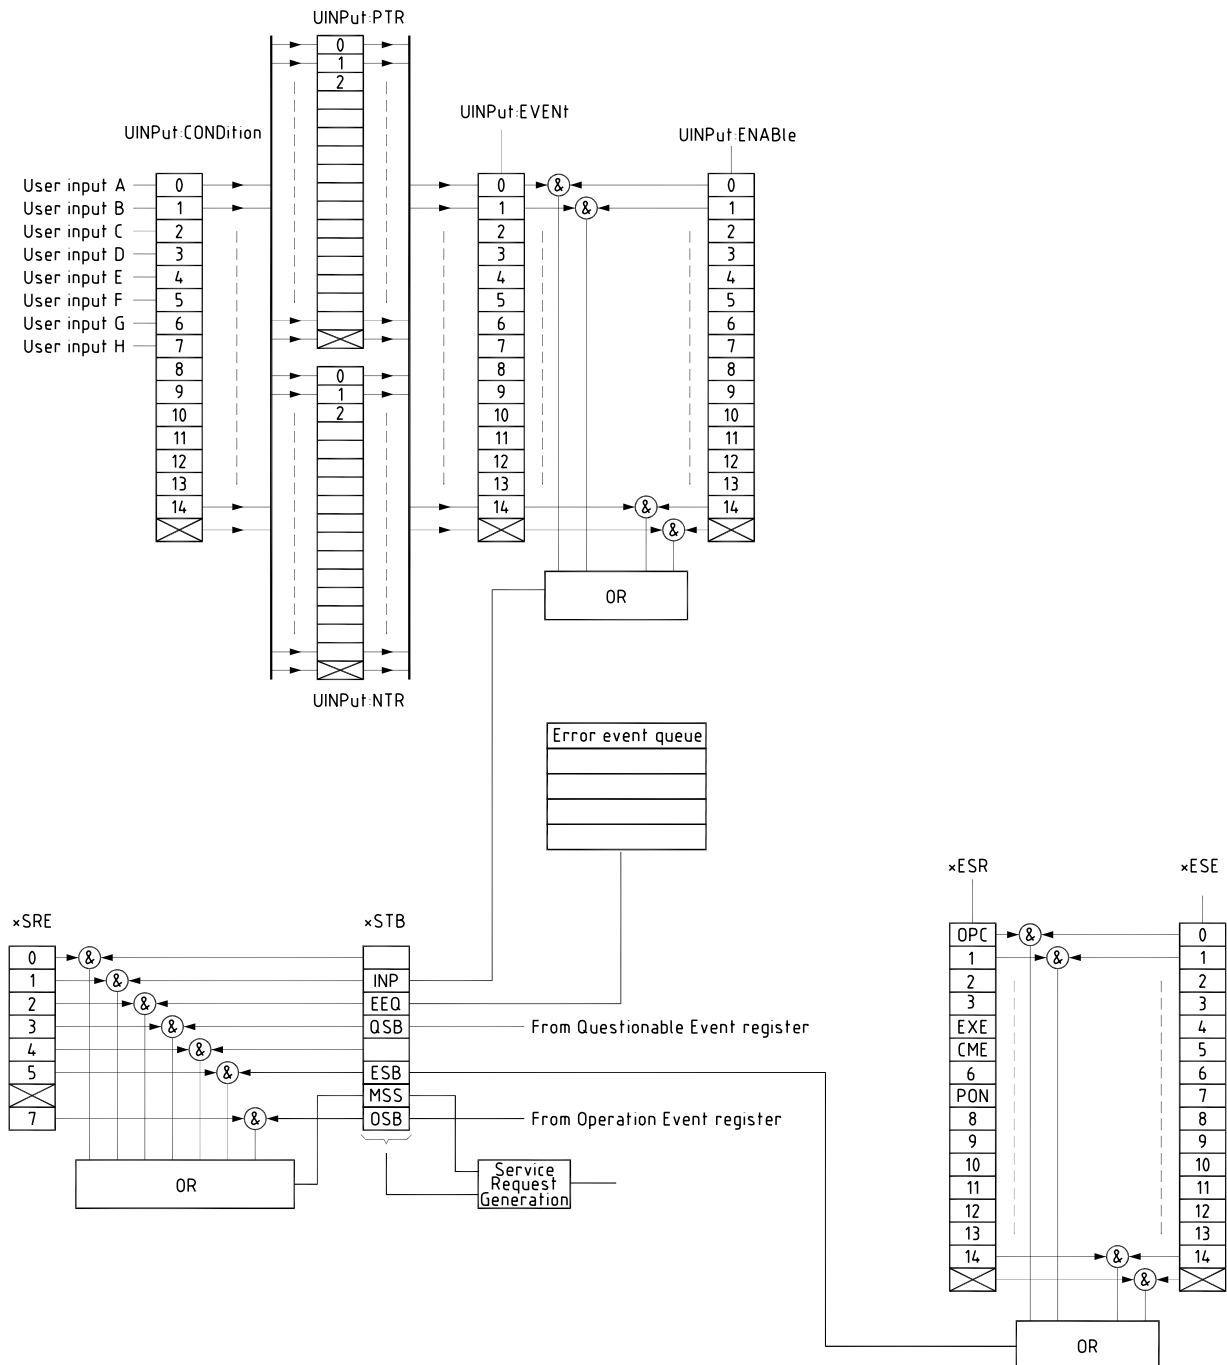 UINPut:PTR
0
1
2
UINPut:CONDition
UINPut:EVENt
UINPut:ENABle
User input A 0 0 & 0
User input B 1 1 & 1
User input C 2 2 2
User input D 3 3 3
User input E 4 4 4
User input F 5 5 5
User input G 6 6 6
User input H 7 7 7
8 8 8
9 9 9
10 10 10
11 11 11
12 12 12
13 13 13
14 14 & 14
&
0
1
2
OR
UINPut:NTR
Error event queue
×SRE
×STB
0 &
1 & INP
2 & EEQ
3 & QSB From Questionable Event register
4 &
5 & ESB
MSS
7 & OSB From Operation Event register
OR
Service
Request
Generation
×ESR
×ESE
OPC & 0
1 & 1
2 2
3 3
EXE 4
CME 5
6 6
PON 7
8 8
9 9
10 10
11 11
12 12
13 13
14 & 14
&
OR